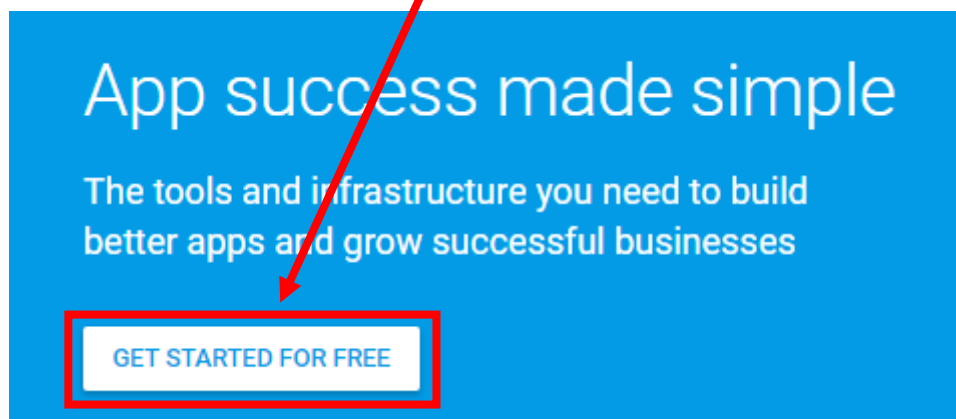 App success made simple
The tools and infrastructure you need to build
better apps and grow successful businesses
GET STARTED FOR FREE